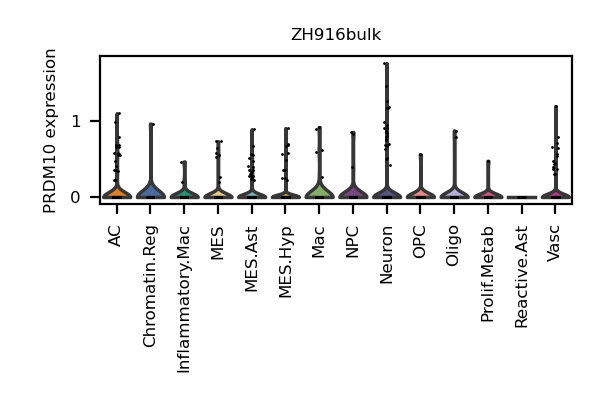 ZH916bulk
PRDM10 expression
1
0
AC
Chromatin.Reg
Inflammatory.Mac
MES
MES.Ast
MES.Hyp
Mac
NPC
Neuron
OPC
Oligo
Prolif.Metab
Reactive.Ast
Vasc